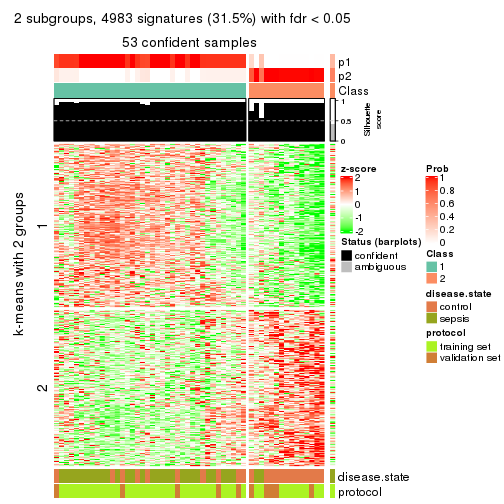 2 subgroups, 4983 signatures (31.5%) with fdr < 0.05
53 confident samples
p1
p2
Class
1
0.5
0
Silhouette
score
k-means with 2 groups
1
2
z-score
2
1
0
-1
-2
Status (barplots)
confident
ambiguous
Prob
1
0.8
0.6
0.4
0.2
0
Class
1
2
disease.state
control
sepsis
protocol
training set
validation set
disease.state
protocol